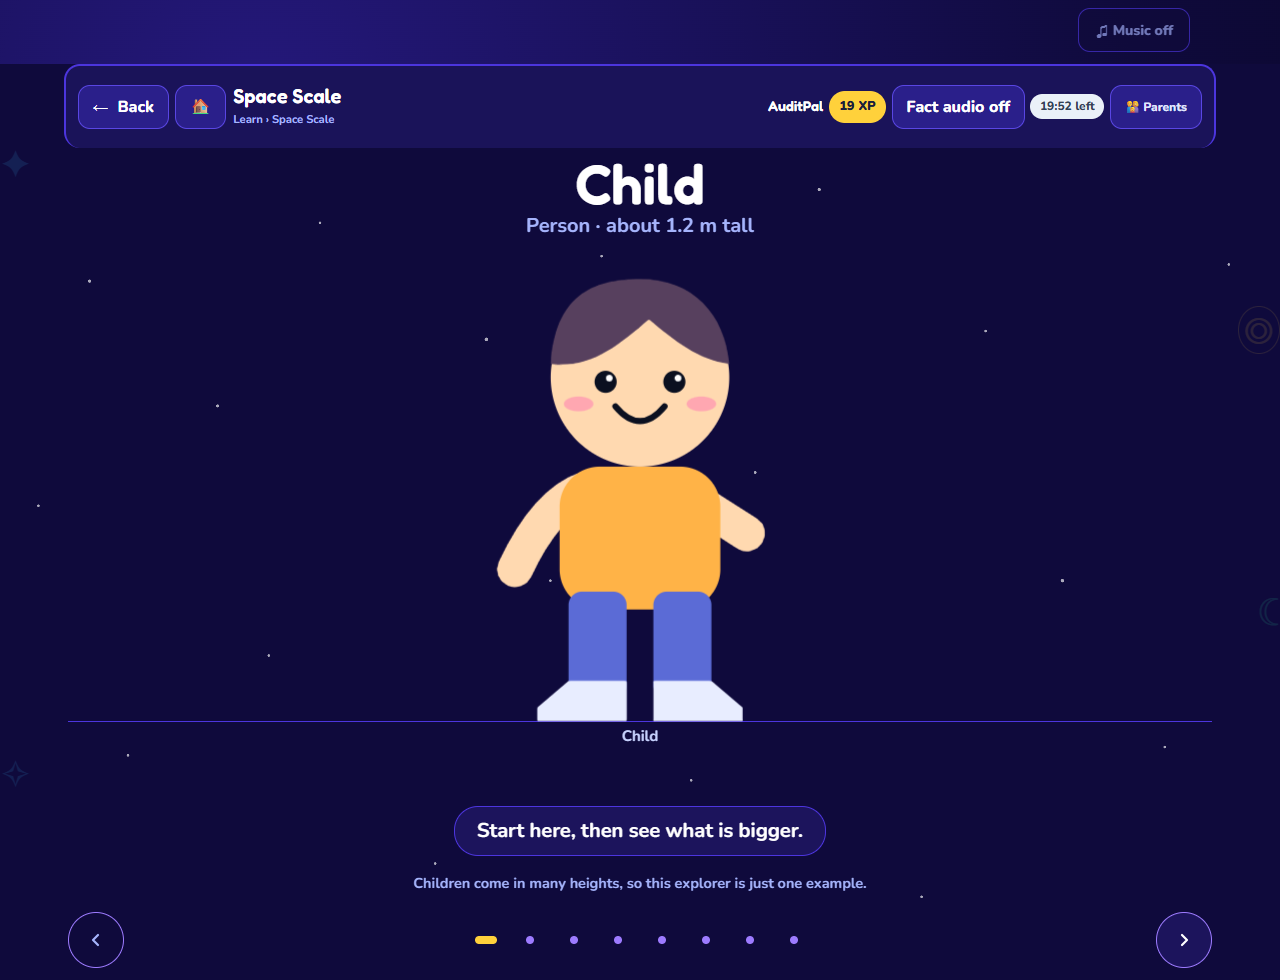 ♫ Music off
← Back
Space Scale
Learn › Space Scale
AuditPal
19 XP
Fact audio off
19:52 left
Parents
Child
Person · about 1.2 m tall
Child
Start here, then see what is bigger.
Children come in many heights, so this explorer is just one example.